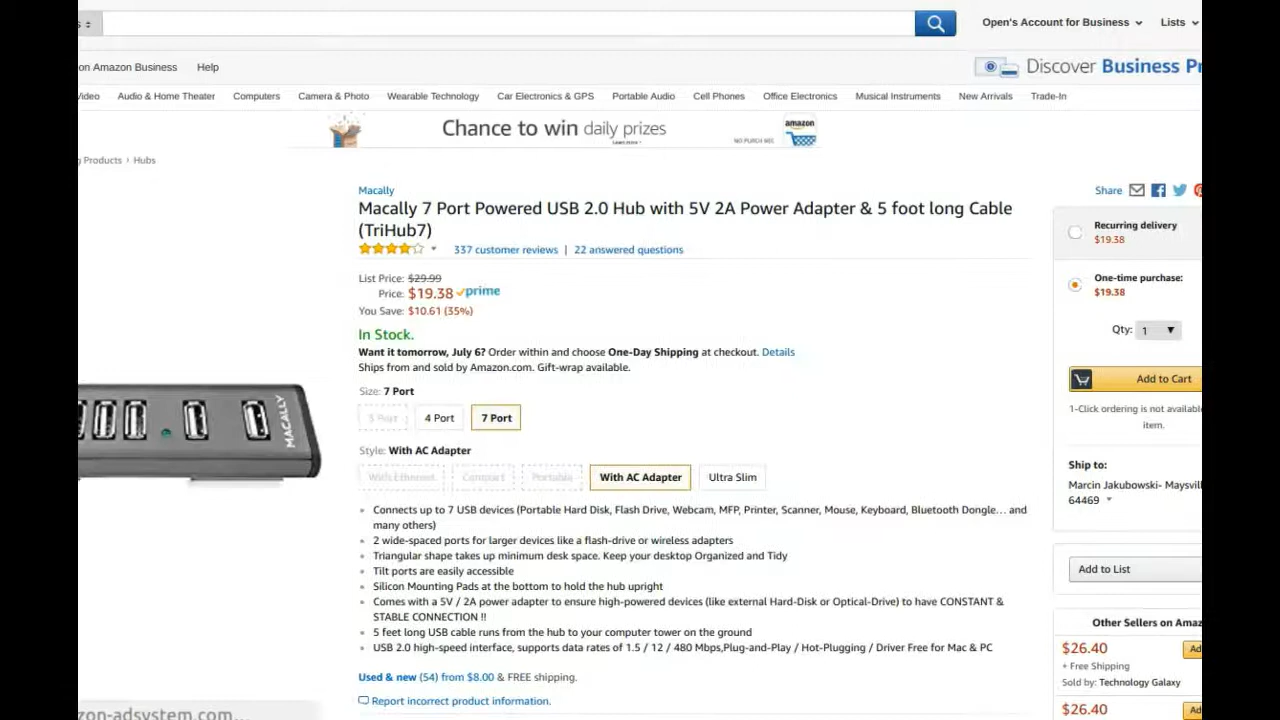 s
Open's Account for Business
Lists
on Amazon Business
Help
Discover Business Pr
Video
Audio & Home Theater
Computers
Camera & Photo
Wearable Technology
Car Electronics & GPS
Portable Audio
Cell Phones
Office Electronics
Musical Instruments
New Arrivals
Trade-In
Chance to win daily prizes
amazon
g Products › Hubs
Macally
Share
Macally 7 Port Powered USB 2.0 Hub with 5V 2A Power Adapter & 5 foot long Cable
(TriHub7)
337 customer reviews | 22 answered questions
List Price: $29.99
Price: $19.38 prime
You Save: $10.61 (35%)
In Stock.
Want it tomorrow, July 6? Order within and choose One-Day Shipping at checkout. Details
Ships from and sold by Amazon.com. Gift-wrap available.
Size: 7 Port
5 Port
4 Port
7 Port
Style: With AC Adapter
With Ethernet
Compact
Portable
With AC Adapter
Ultra Slim
MACALLY
• Connects up to 7 USB devices (Portable Hard Disk, Flash Drive, Webcam, MFP, Printer, Scanner, Mouse, Keyboard, Bluetooth Dongle... and
many others)
• 2 wide-spaced ports for larger devices like a flash-drive or wireless adapters
• Triangular shape takes up minimum desk space. Keep your desktop Organized and Tidy
• Tilt ports are easily accessible
• Silicon Mounting Pads at the bottom to hold the hub upright
• Comes with a 5V / 2A power adapter to ensure high-powered devices (like external Hard-Disk or Optical-Drive) to have CONSTANT &
STABLE CONNECTION !!
• 5 feet long USB cable runs from the hub to your computer tower on the ground
• USB 2.0 high-speed interface, supports data rates of 1.5 / 12 / 480 Mbps,Plug-and-Play / Hot-Plugging / Driver Free for Mac & PC
Used & new (54) from $8.00 & FREE shipping.
Report incorrect product information.
Recurring delivery
$19.38
One-time purchase:
$19.38
Qty: 1
Add to Cart
1-Click ordering is not available
item.
Ship to:
Marcin Jakubowski- Maysvill
64469
Add to List
Other Sellers on Amaz
$26.40
Ad
+ Free Shipping
Sold by: Technology Galaxy
$26.40
Ad
zon-adsystem.com...